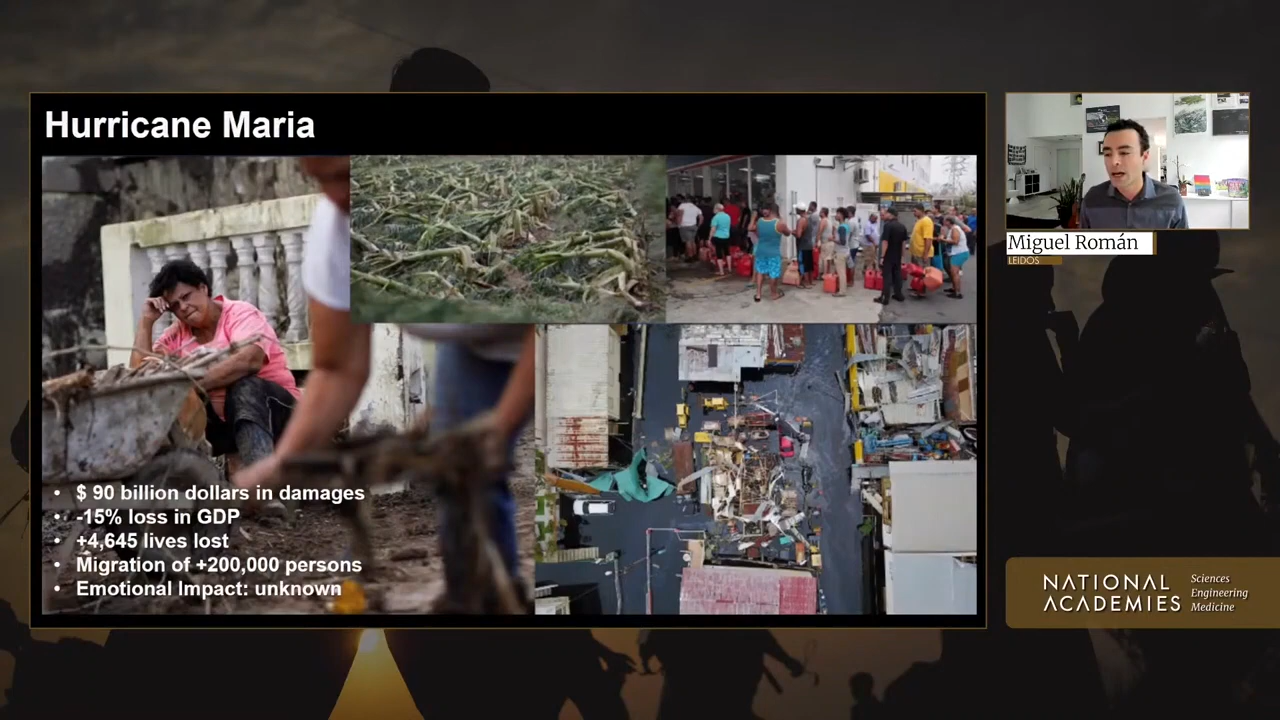 Hurricane Maria
• $ 90 billion dollars in damages
• -15% loss in GDP
• +4,645 lives lost
• Migration of +200,000 persons
• Emotional Impact: unknown
Miguel Román
LEIDOS
NATIONAL
ACADEMIES
Sciences
Engineering
Medicine